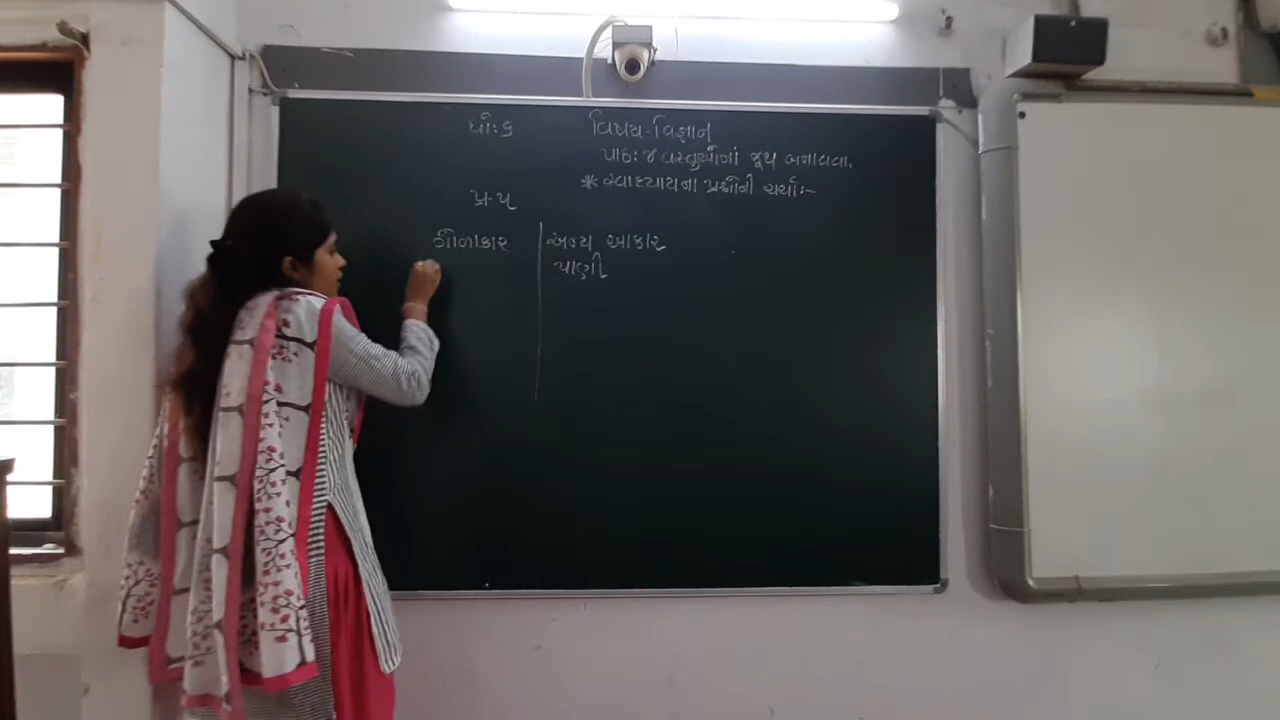 ધો:૬ વિષય-વિજ્ઞાન
પાઠ:૪ વસ્તુઓનાં જૂથ બનાવવા.
* સ્વાધ્યાયના પ્રશ્નોની ચર્ચા:-
પ્ર-૫
ગોળાકાર અન્ય આકાર
પાણી